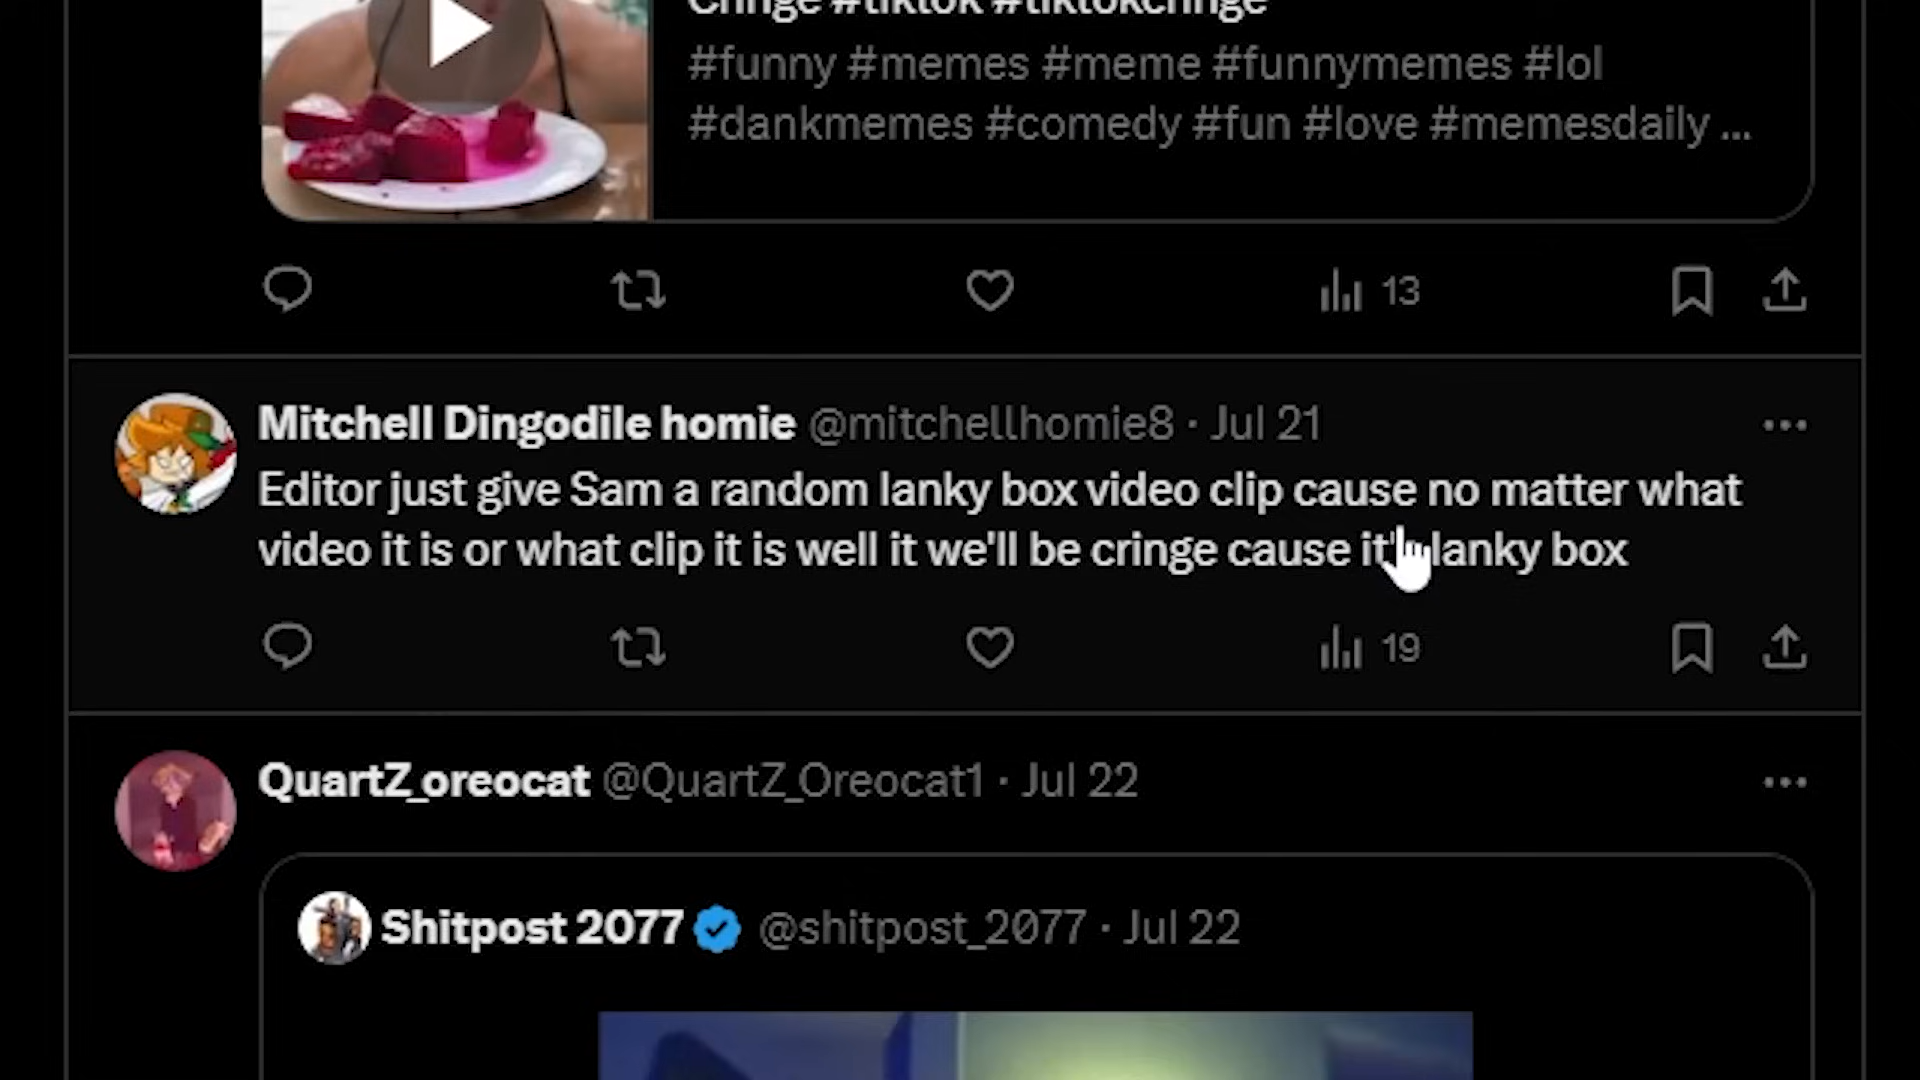 Cringe #tiktok #tiktokcringe
#funny #memes #meme #funnymemes #lol
#dankmemes #comedy #fun #love #memesdaily ...
13
Mitchell Dingodile homie @mitchellhomie8 · Jul 21
Editor just give Sam a random lanky box video clip cause no matter what
video it is or what clip it is well it we'll be cringe cause it' lanky box
19
QuartZ_oreocat @QuartZ_Oreocat1 · Jul 22
Shitpost 2077 @shitpost_2077 · Jul 22